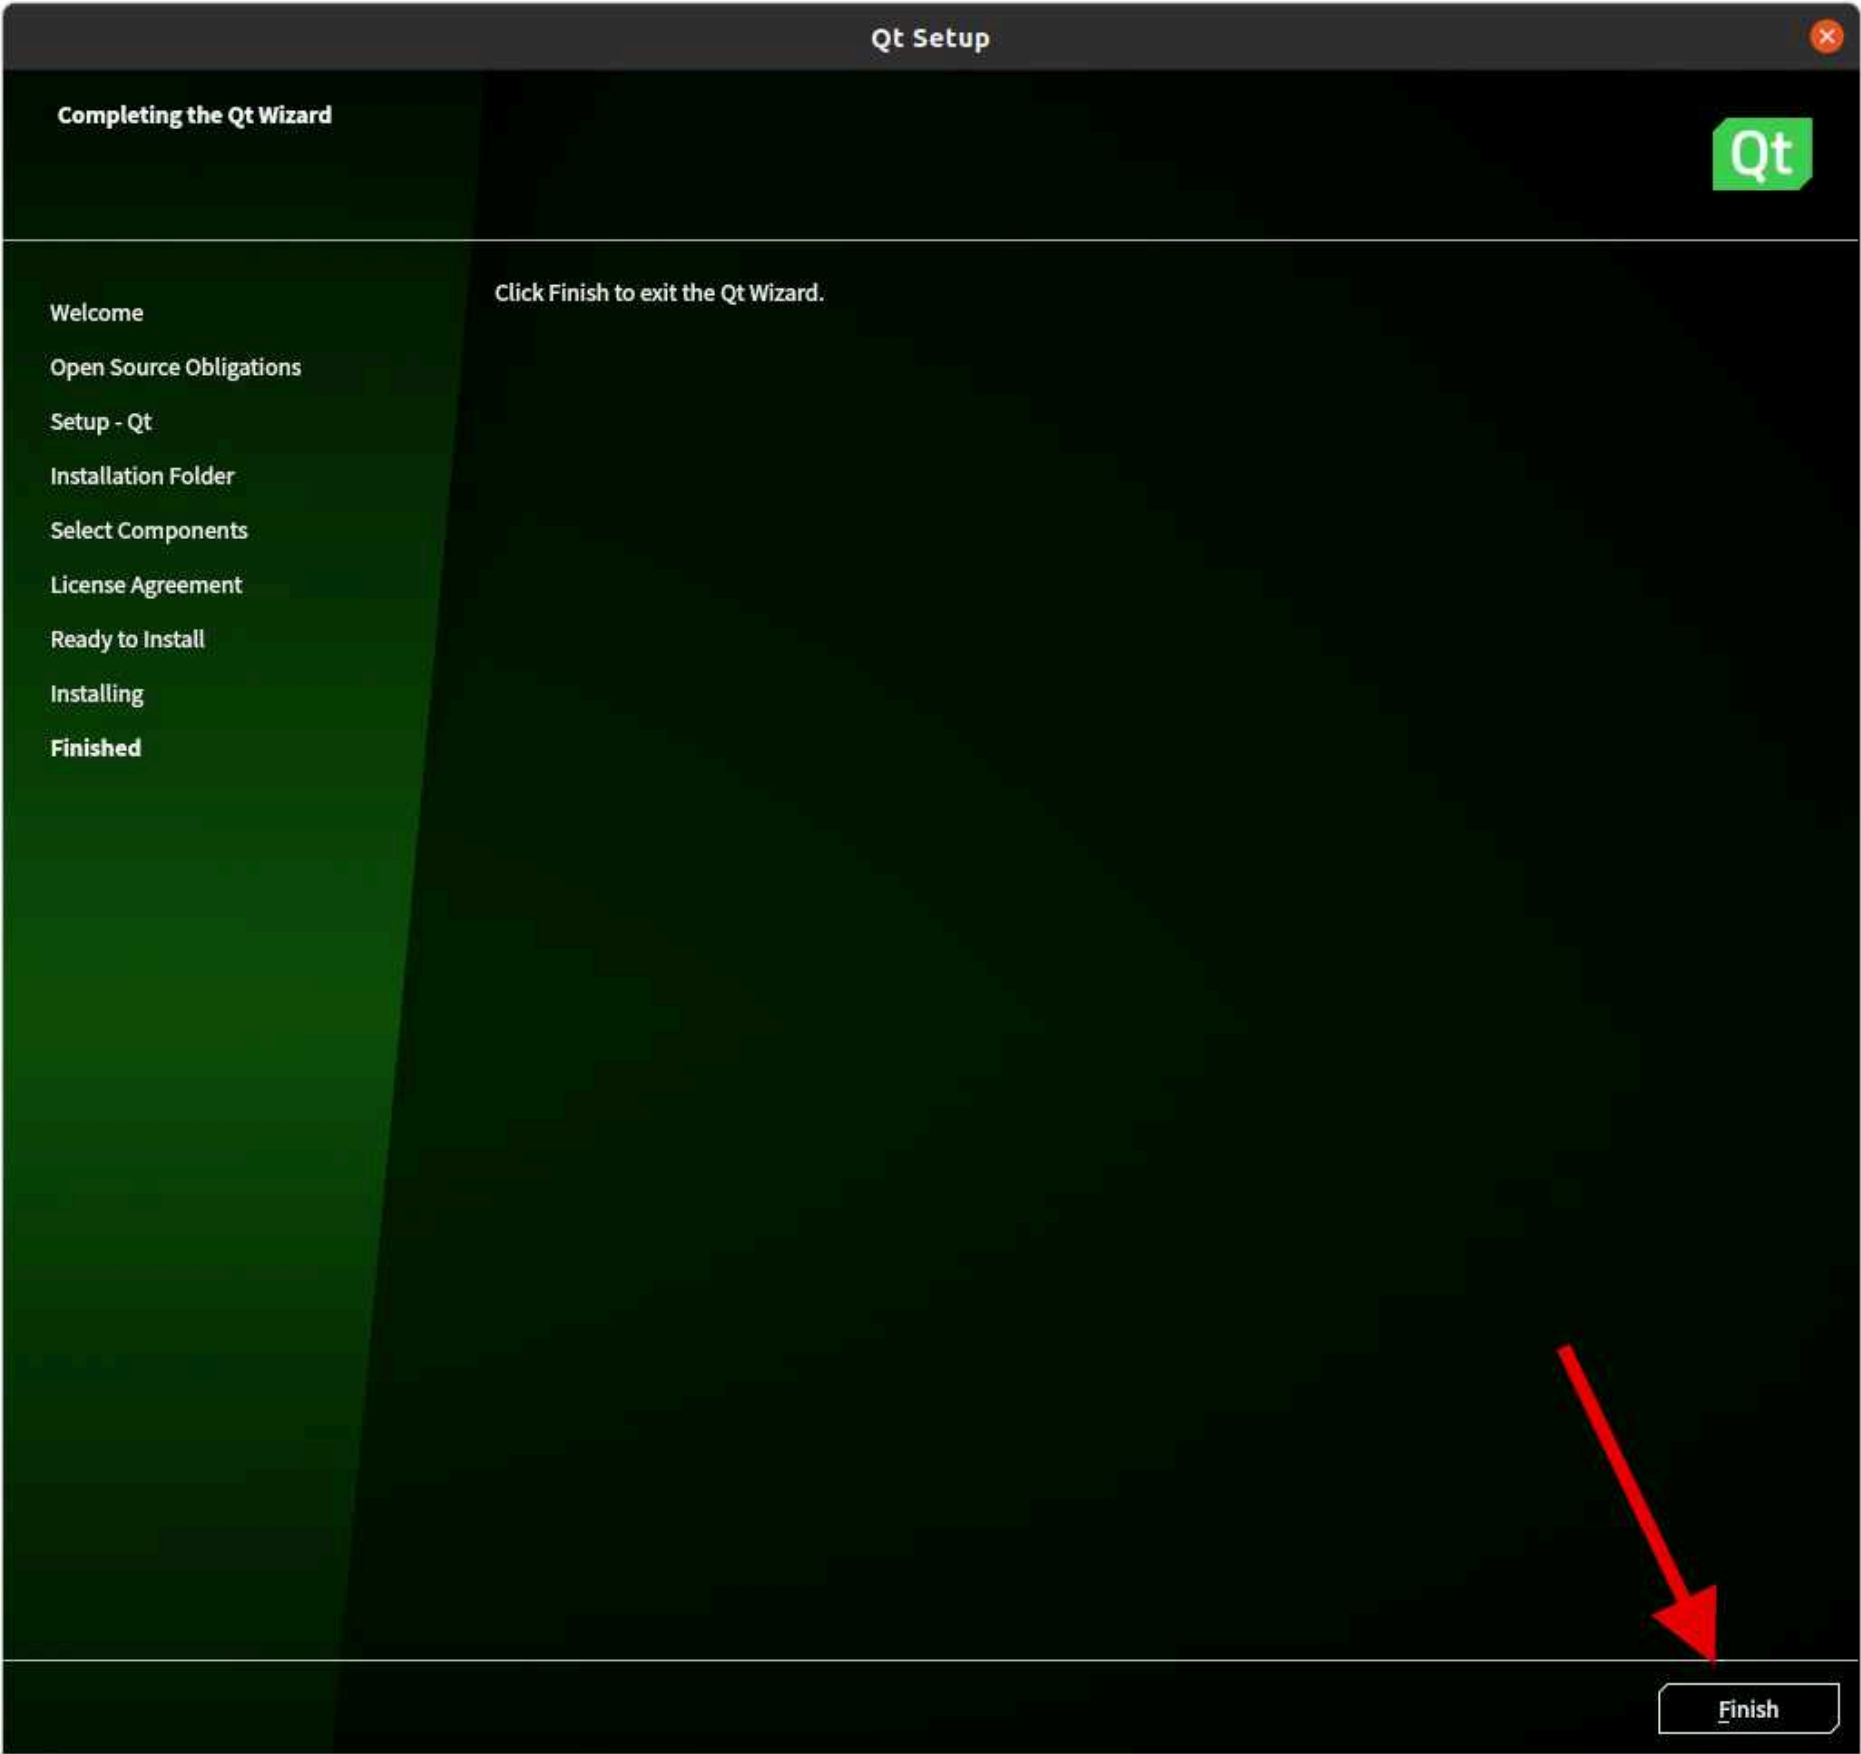 Qt Setup
Completing the Qt Wizard
Qt
Click Finish to exit the Qt Wizard.
Welcome
Open Source Obligations
Setup - Qt
Installation Folder
Select Components
License Agreement
Ready to Install
Installing
Finished
Finish